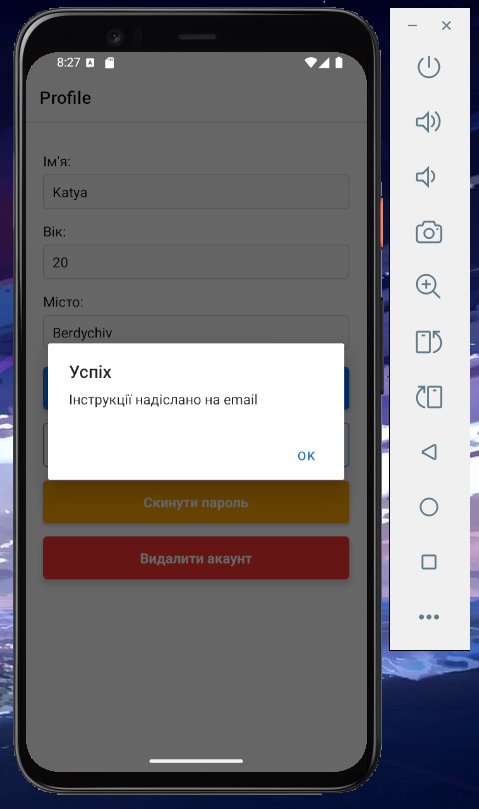 8:27
Profile
Ім'я:
Katya
Вік:
20
Місто:
Berdychiv
Успіх
Інструкції надіслано на email
OK
Скинути пароль
Видалити акаунт